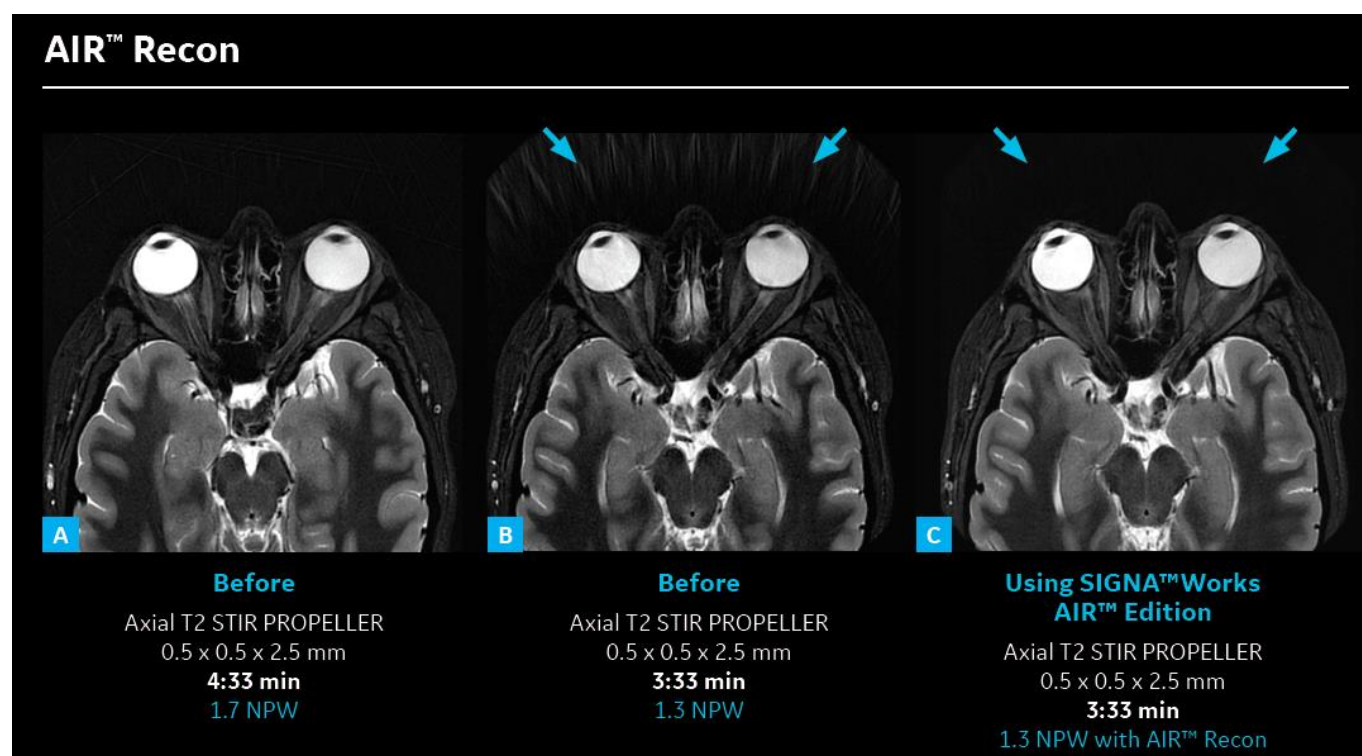 AIR™ Recon
A
Before
Axial T2 STIR PROPELLER
0.5 x 0.5 x 2.5 mm
4:33 min
1.7 NPW
B
Before
Axial T2 STIR PROPELLER
0.5 x 0.5 x 2.5 mm
3:33 min
1.3 NPW
C
Using SIGNA™Works
AIR™ Edition
Axial T2 STIR PROPELLER
0.5 x 0.5 x 2.5 mm
3:33 min
1.3 NPW with AIR™ Recon